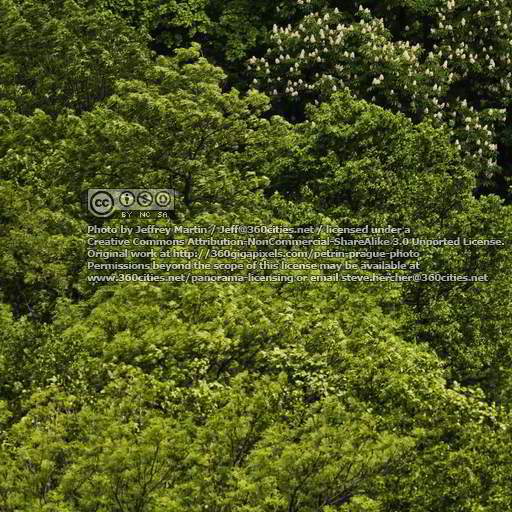 cc BY NC SA
Photo by Jeffrey Martin / Jeff@360cities.net / licensed under a
Creative Commons Attribution-NonCommercial-ShareAlike 3.0 Unported License.
Original work at http://360gigapixels.com/petrin-prague-photo
Permissions beyond the scope of this license may be available at
www.360cities.net/panorama-licensing or email steve.hercher@360cities.net